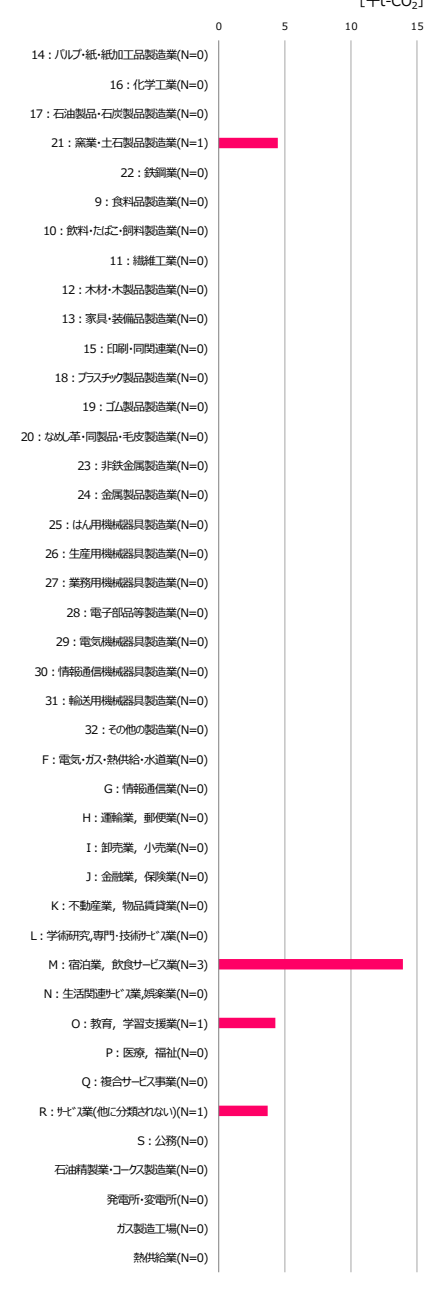 [千t-CO₂]
0 5 10 15
14:パルプ・紙・紙加工品製造業(N=0)
16:化学工業(N=0)
17:石油製品・石炭製品製造業(N=0)
21:窯業・土石製品製造業(N=1)
22:鉄鋼業(N=0)
9:食料品製造業(N=0)
10:飲料・たばこ・飼料製造業(N=0)
11:繊維工業(N=0)
12:木材・木製品製造業(N=0)
13:家具・装備品製造業(N=0)
15:印刷・同関連業(N=0)
18:プラスチック製品製造業(N=0)
19:ゴム製品製造業(N=0)
20:なめし革・同製品・毛皮製造業(N=0)
23:非鉄金属製造業(N=0)
24:金属製品製造業(N=0)
25:はん用機械器具製造業(N=0)
26:生産用機械器具製造業(N=0)
27:業務用機械器具製造業(N=0)
28:電子部品等製造業(N=0)
29:電気機械器具製造業(N=0)
30:情報通信機械器具製造業(N=0)
31:輸送用機械器具製造業(N=0)
32:その他の製造業(N=0)
F:電気・ガス・熱供給・水道業(N=0)
G:情報通信業(N=0)
H:運輸業，郵便業(N=0)
I:卸売業，小売業(N=0)
J:金融業，保険業(N=0)
K:不動産業，物品賃貸業(N=0)
L:学術研究,専門・技術サービス業(N=0)
M:宿泊業，飲食サービス業(N=3)
N:生活関連サービス業,娯楽業(N=0)
O:教育，学習支援業(N=1)
P:医療，福祉(N=0)
Q:複合サービス事業(N=0)
R:サービス業(他に分類されない)(N=1)
S:公務(N=0)
石油精製業・コークス製造業(N=0)
発電所・変電所(N=0)
ガス製造工場(N=0)
熱供給業(N=0)